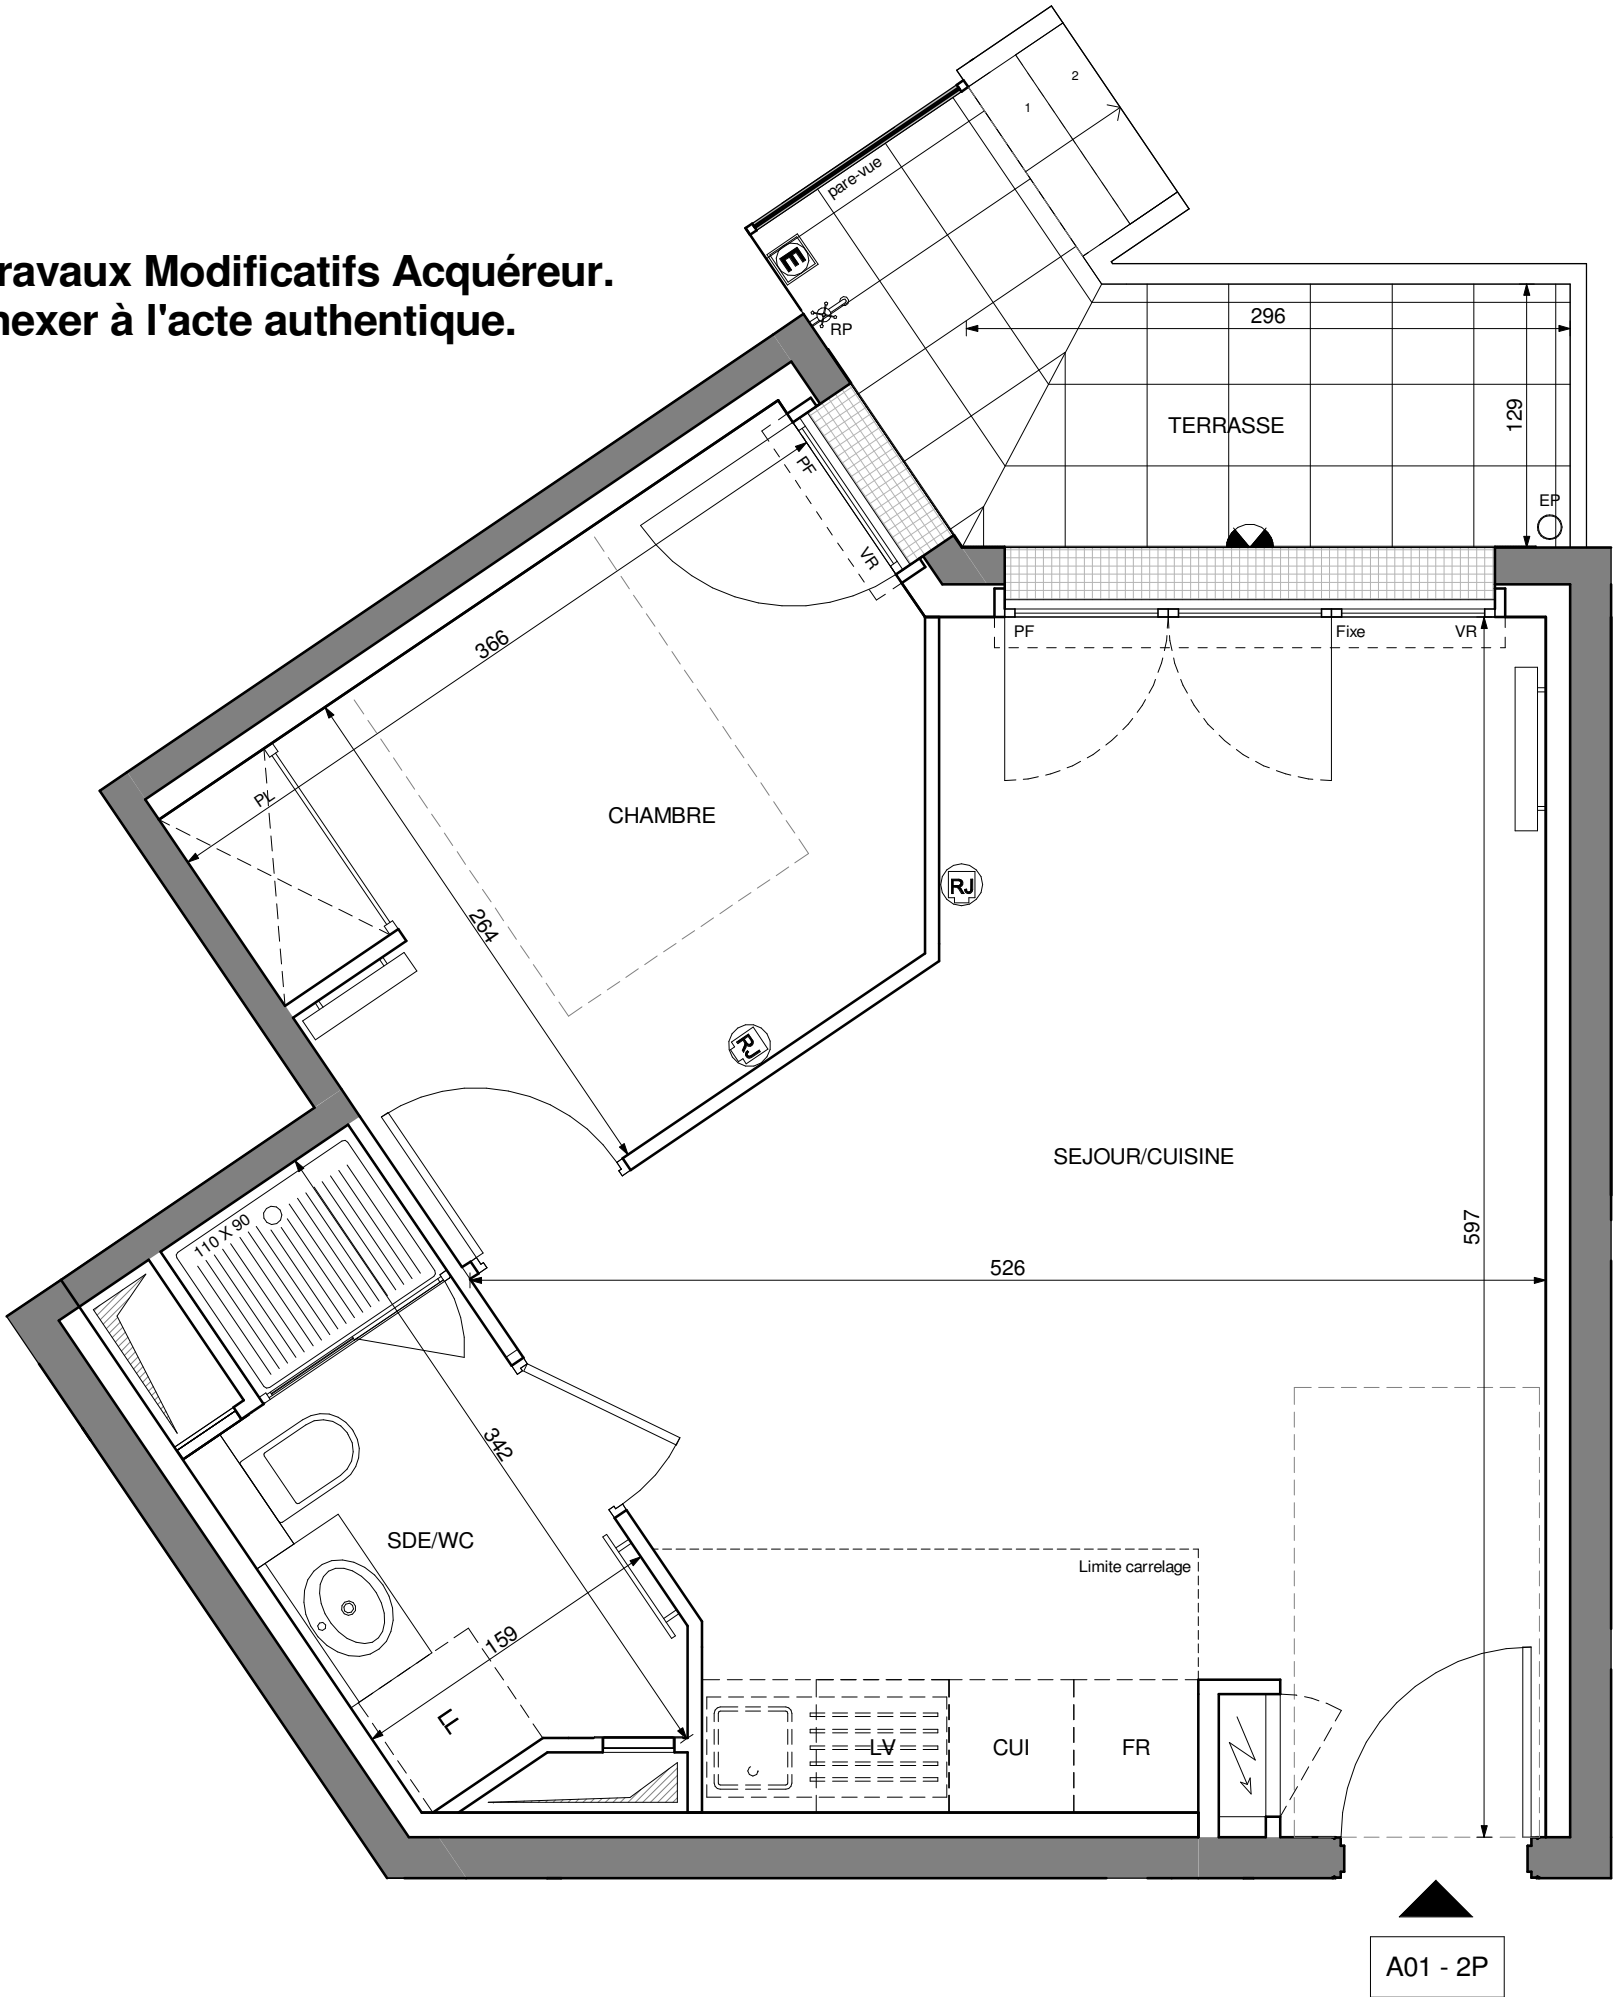 ravaux Modificatifs Acquéreur.
nexer à l'acte authentique.
2
1
pare-vue
E
RP
296
129
TERRASSE
EP
PF
VR
PF
Fixe
VR
366
PL
CHAMBRE
264
RJ
RJ
SEJOUR/CUISINE
597
526
110 X 90
342
SDE/WC
Limite carrelage
159
LV
CUI
FR
A01 - 2P